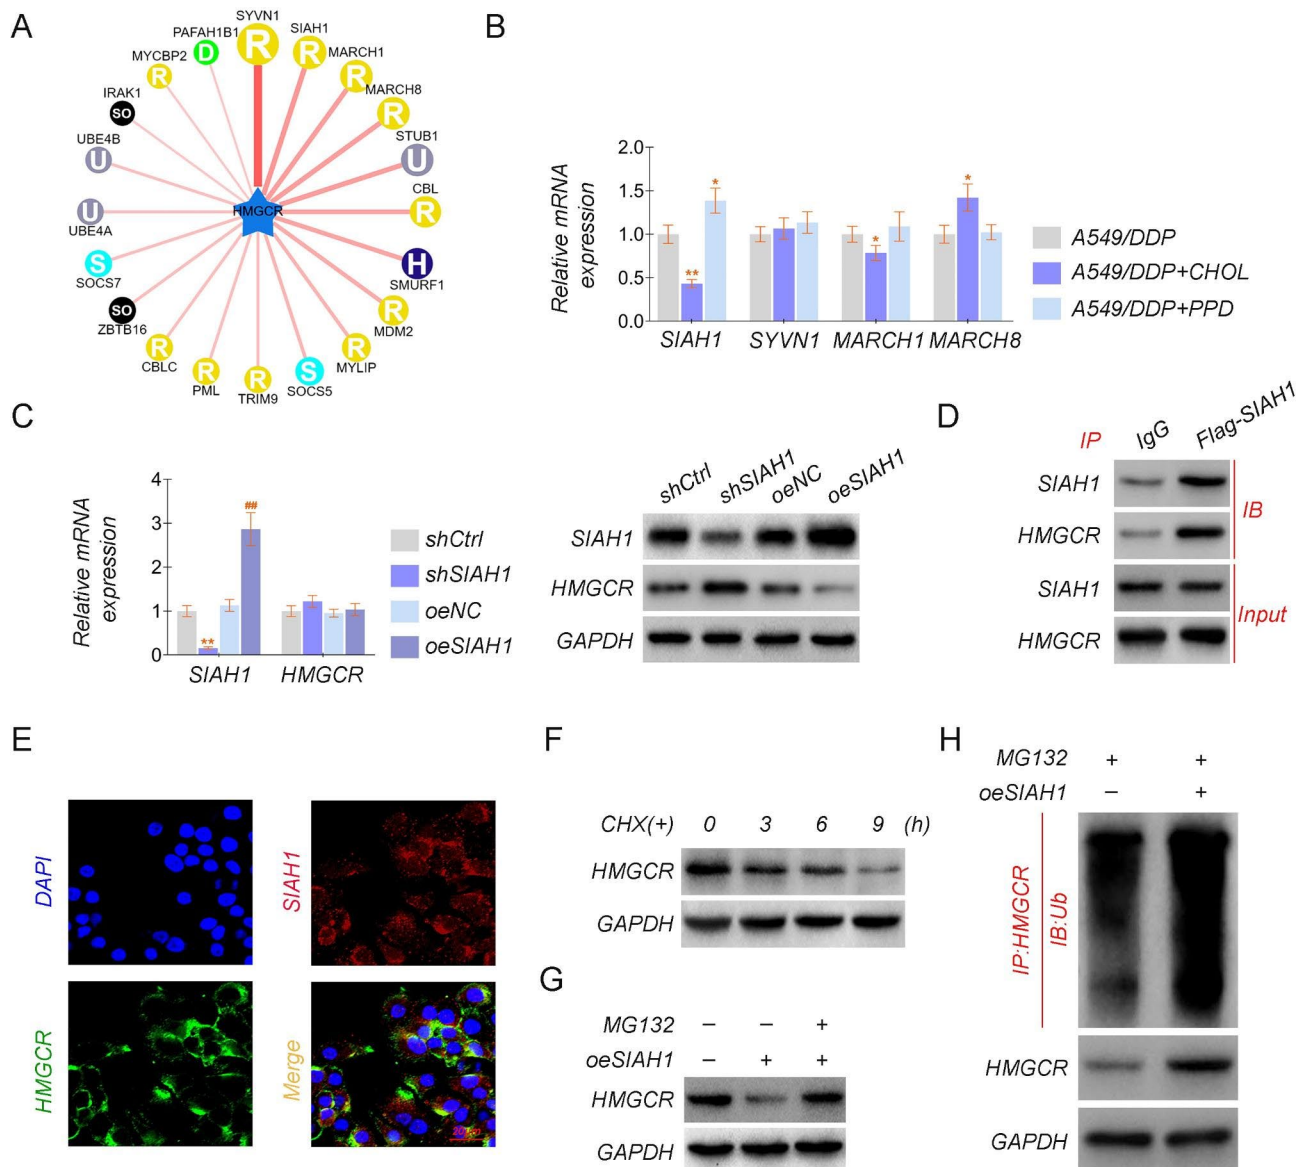 A
SYVN1
R
SIAH1
R
MARCH1
R
MARCH8
R
STUB1
U
CBL
R
H
SMURF1
R
MDM2
R
MYLIP
S
SOCS5
R
TRIM9
R
PML
R
CBLC
SO
ZBTB16
S
SOCS7
U
UBE4A
UBE4B
U
IRAK1
SO
MYCBP2
R
PAFAH1B1
D
HMGCR
B
Relative mRNA
expression
2.0
1.5
1.0
0.5
0.0
**
*
*
*
SIAH1 SYVN1 MARCH1 MARCH8
A549/DDP
A549/DDP+CHOL
A549/DDP+PPD
C
Relative mRNA
expression
4
3
2
1
0
**
##
SIAH1 HMGCR
shCtrl
shSIAH1
oeNC
oeSIAH1
shCtrl shSIAH1 oeNC oeSIAH1
SIAH1
HMGCR
GAPDH
D
IP IgG Flag-SIAH1
SIAH1
HMGCR
IB
SIAH1
HMGCR
Input
E
DAPI
SIAH1
HMGCR
Merge
F
CHX(+) 0 3 6 9 (h)
HMGCR
GAPDH
G
MG132 − − +
oeSIAH1 − + +
HMGCR
GAPDH
H
MG132 + +
oeSIAH1 − +
IP:HMGCR
IB:Ub
HMGCR
GAPDH